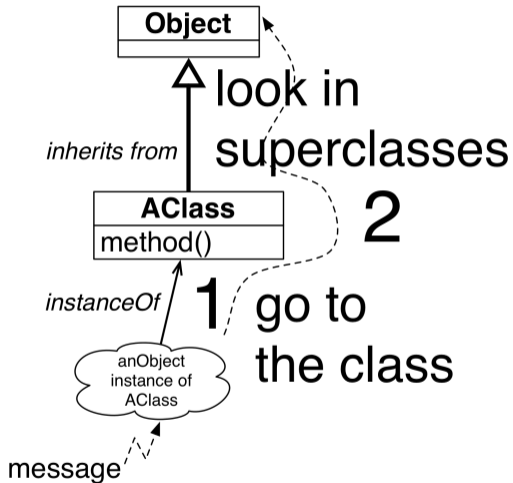 Object
look in
superclasses
inherits from
2
AClass
method()
instanceOf
1
go to
the class
anObject
instance of
AClass
message